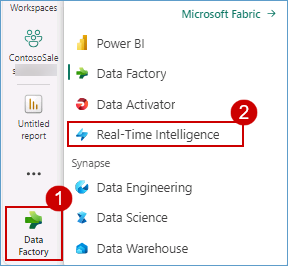 Workspaces
ContosoSale
s
Untitled
report
...
1
Data
Factory
Microsoft Fabric →
Power BI
Data Factory
Data Activator
2
Real-Time Intelligence
Synapse
Data Engineering
Data Science
Data Warehouse